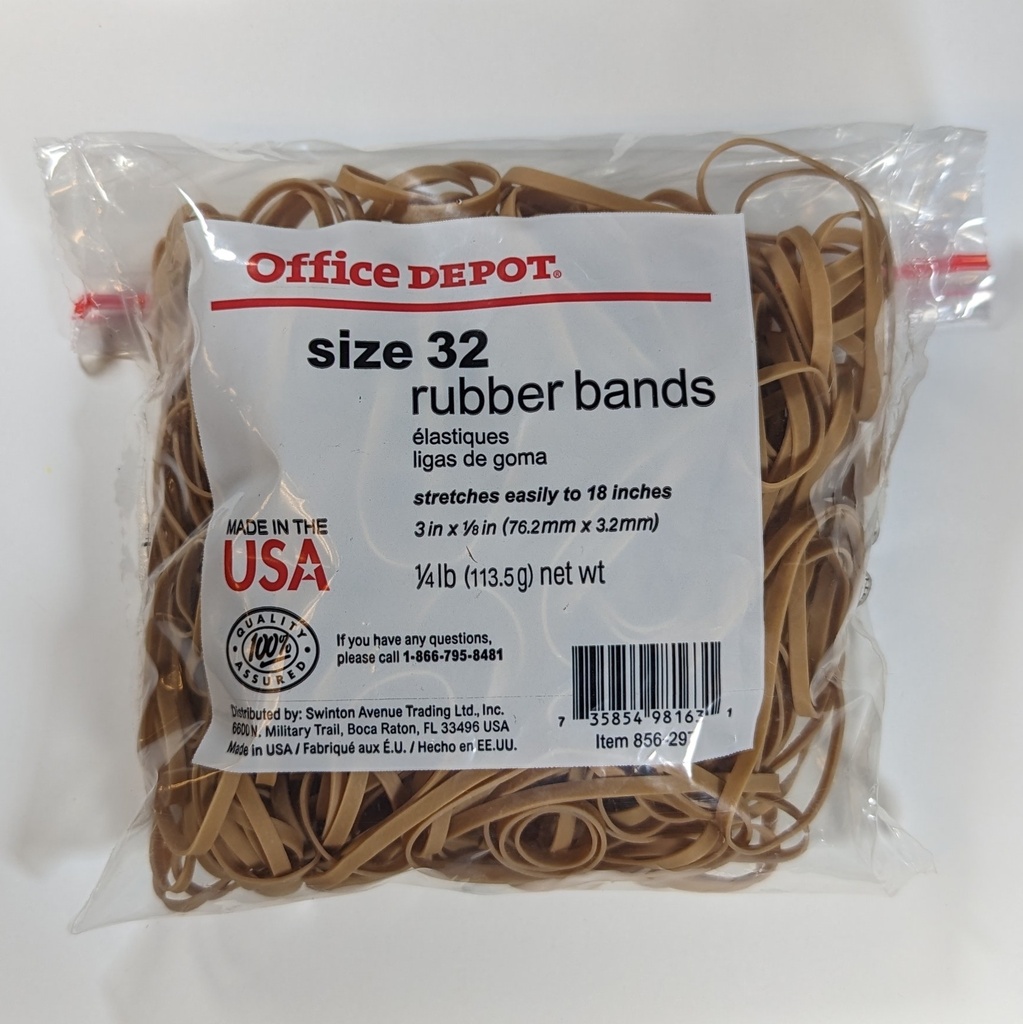 Office DEPOT®
size 32
rubber bands
élastiques
ligas de goma
stretches easily to 18 inches
3 in x ⅛ in (76.2mm x 3.2mm)
¼ lb (113.5g) net wt
MADE IN THE
USA
QUALITY
100%
ASSURED
If you have any questions,
please call 1-866-795-8481
Distributed by: Swinton Avenue Trading Ltd., Inc.
6600 N. Military Trail, Boca Raton, FL 33496 USA
Made in USA / Fabriqué aux É.U. / Hecho en EE.UU.
7 35854 98163 1
Item 856-297